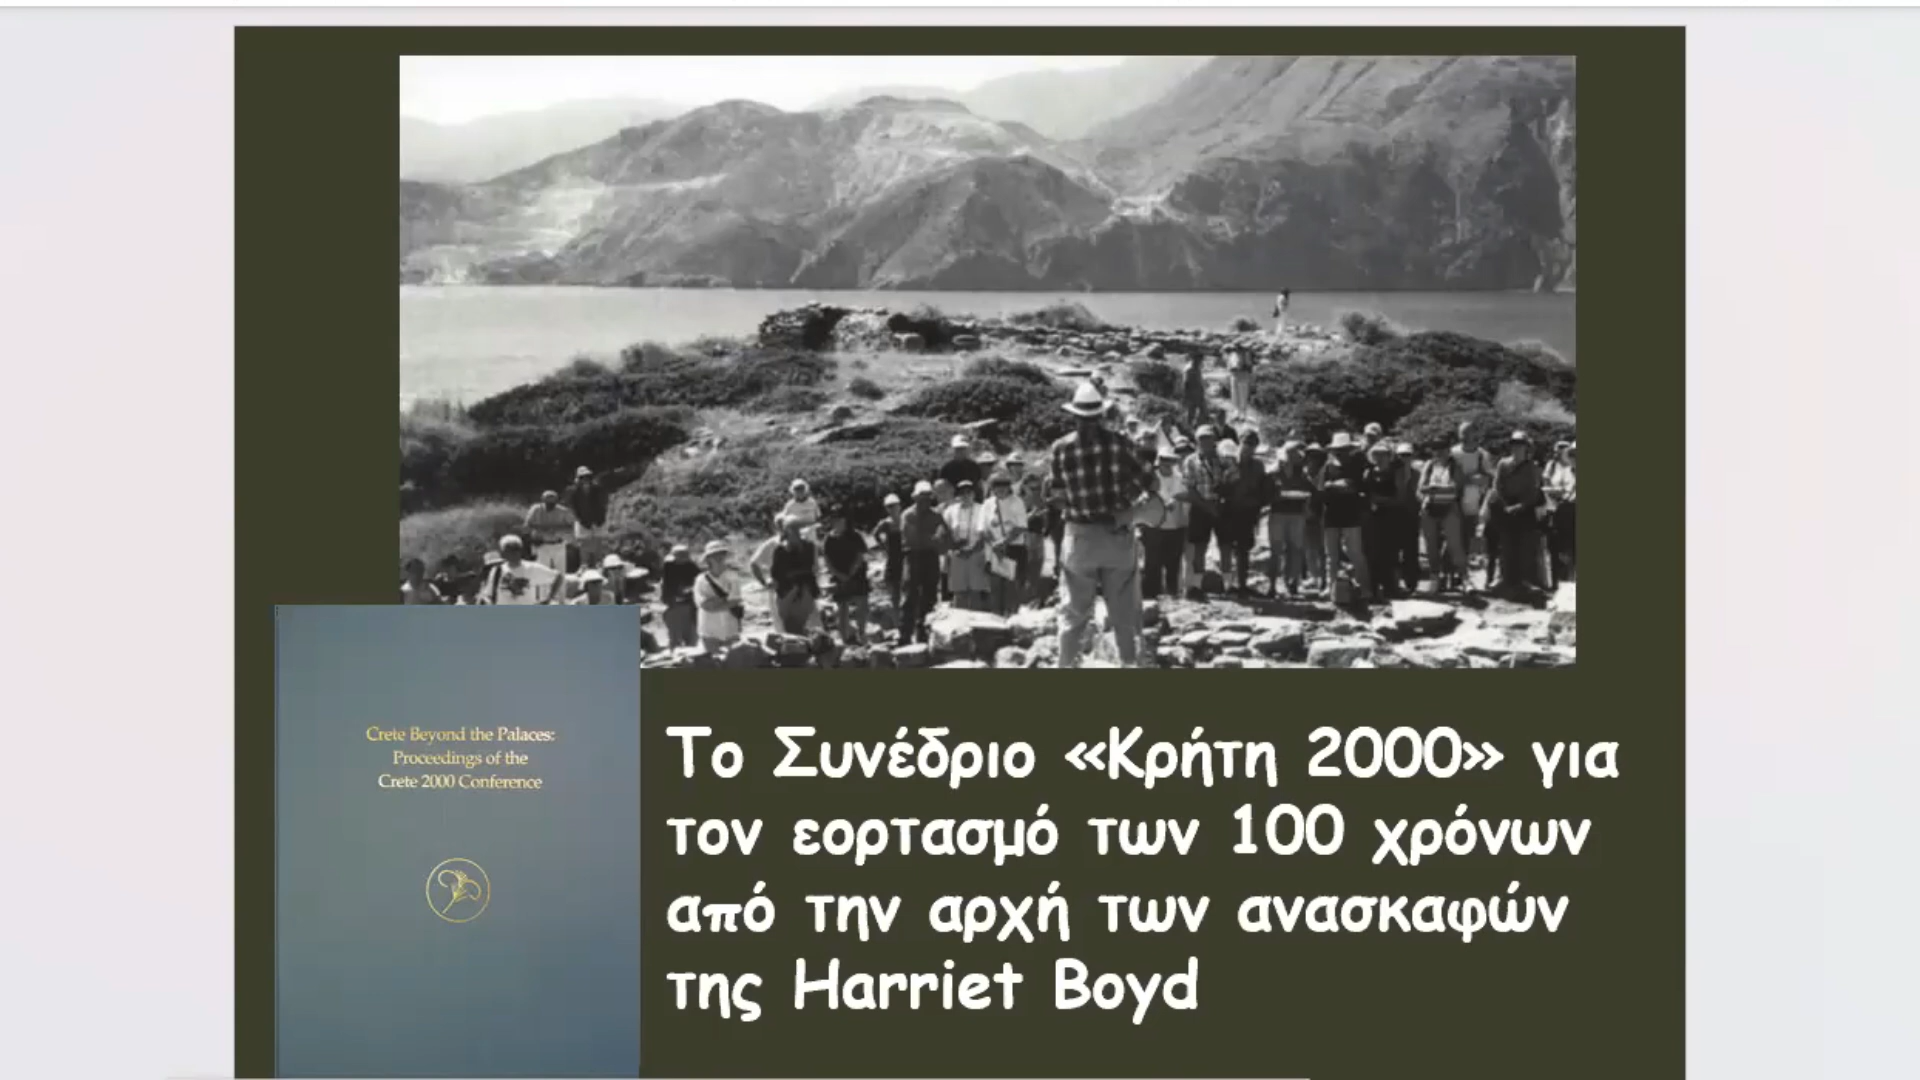 Crete Beyond the Palaces:
Proceedings of the
Crete 2000 Conference
Το Συνέδριο «Κρήτη 2000» για
τον εορτασμό των 100 χρόνων
από την αρχή των ανασκαφών
της Harriet Boyd